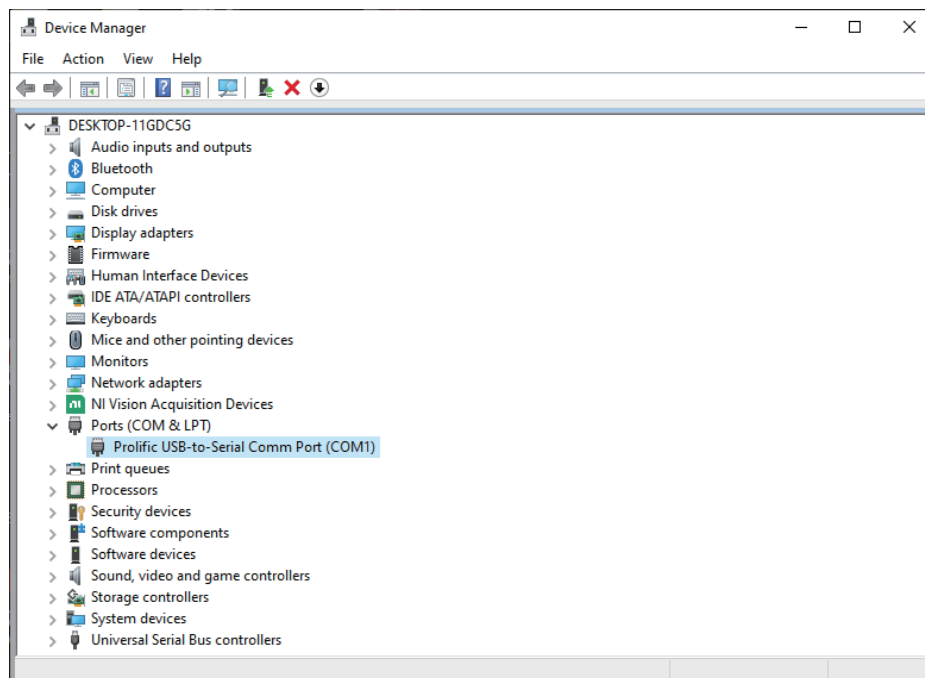 Device Manager
File Action View Help
DESKTOP-11GDC5G
Audio inputs and outputs
Bluetooth
Computer
Disk drives
Display adapters
Firmware
Human Interface Devices
IDE ATA/ATAPI controllers
Keyboards
Mice and other pointing devices
Monitors
Network adapters
NI Vision Acquisition Devices
Ports (COM & LPT)
Prolific USB-to-Serial Comm Port (COM1)
Print queues
Processors
Security devices
Software components
Software devices
Sound, video and game controllers
Storage controllers
System devices
Universal Serial Bus controllers